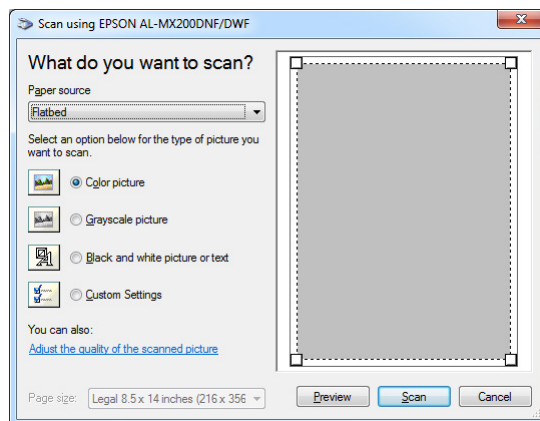 Scan using EPSON AL-MX200DNF/DWF
What do you want to scan?
Paper source
Flatbed
Select an option below for the type of picture you
want to scan.
Color picture
Grayscale picture
Black and white picture or text
Custom Settings
You can also:
Adjust the quality of the scanned picture
Page size: Legal 8.5 x 14 inches (216 x 356
Preview Scan Cancel